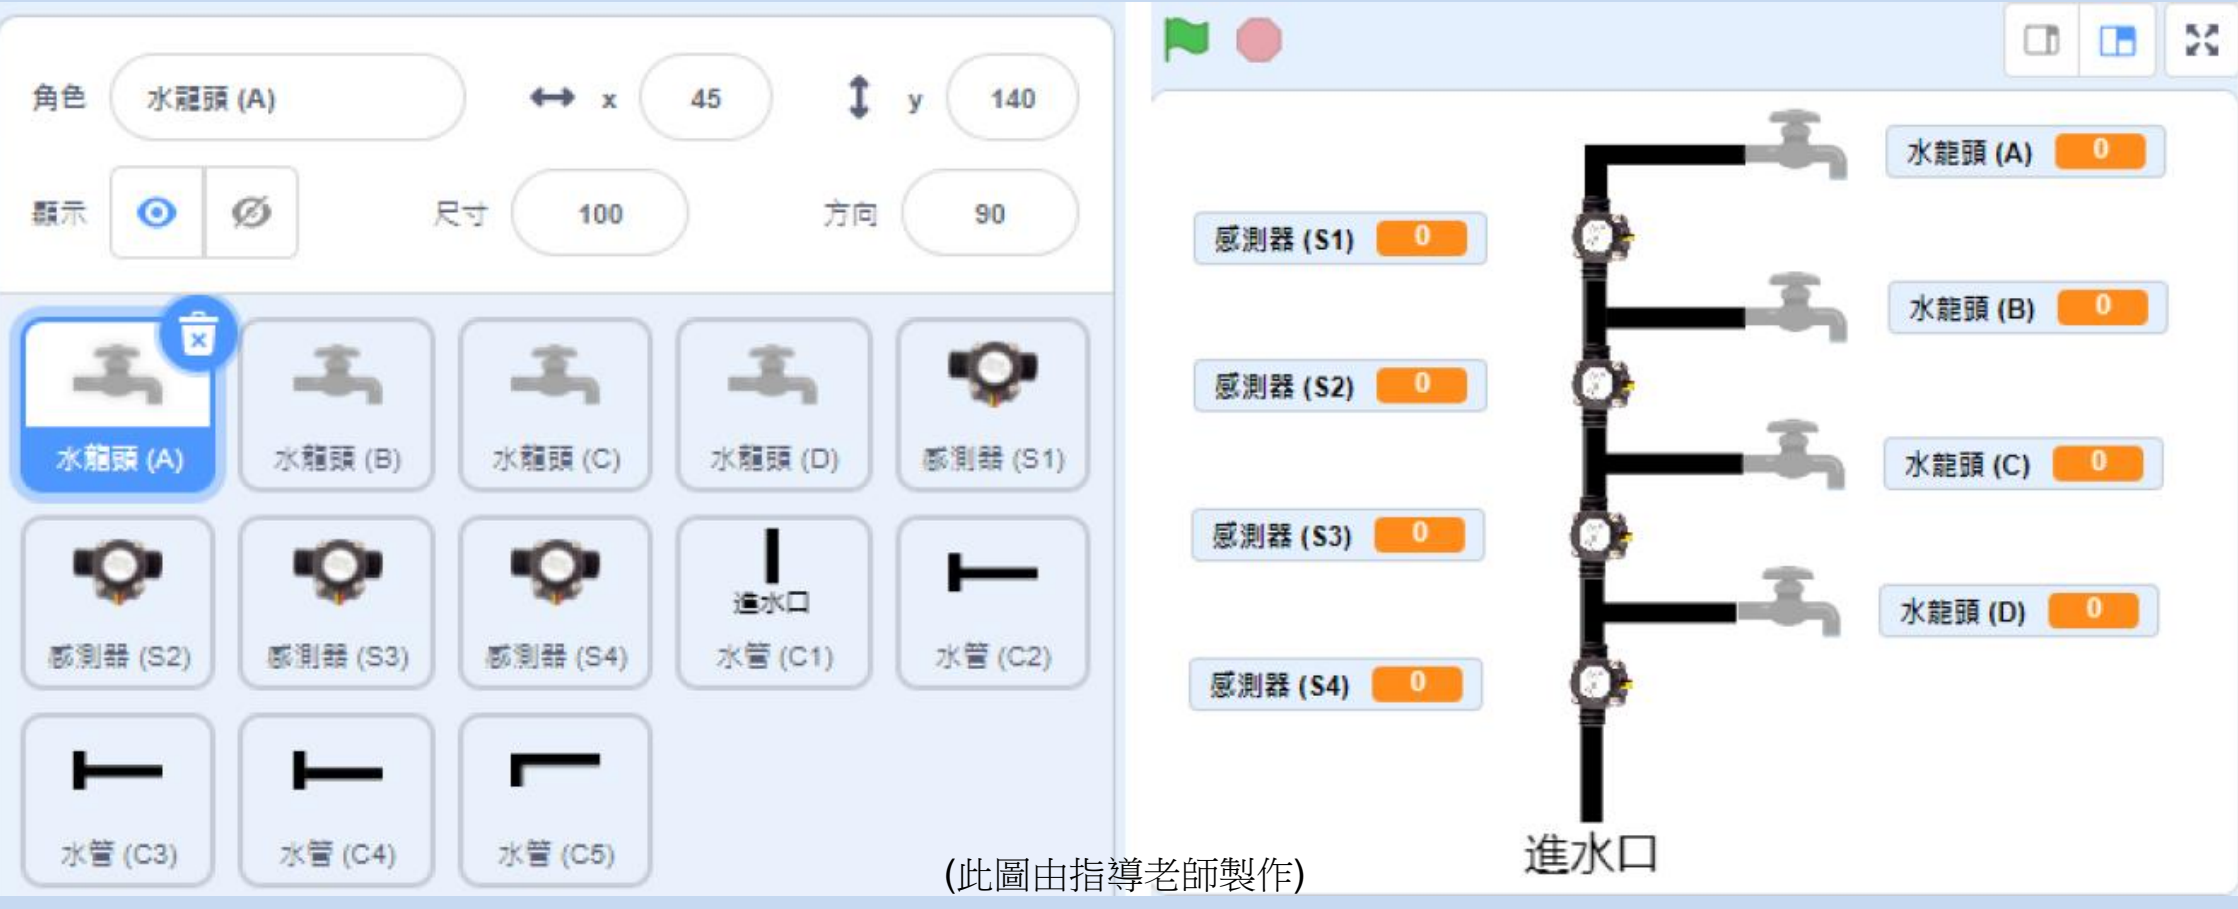 角色 水龍頭 (A) x 45 y 140
顯示 尺寸 100 方向 90
水龍頭 (A)
水龍頭 (B)
水龍頭 (C)
水龍頭 (D)
感測器 (S1)
感測器 (S2)
感測器 (S3)
感測器 (S4)
進水口
水管 (C1)
水管 (C2)
水管 (C3)
水管 (C4)
水管 (C5)
水龍頭 (A) 0
感測器 (S1) 0
水龍頭 (B) 0
感測器 (S2) 0
水龍頭 (C) 0
感測器 (S3) 0
水龍頭 (D) 0
感測器 (S4) 0
進水口
(此圖由指導老師製作)